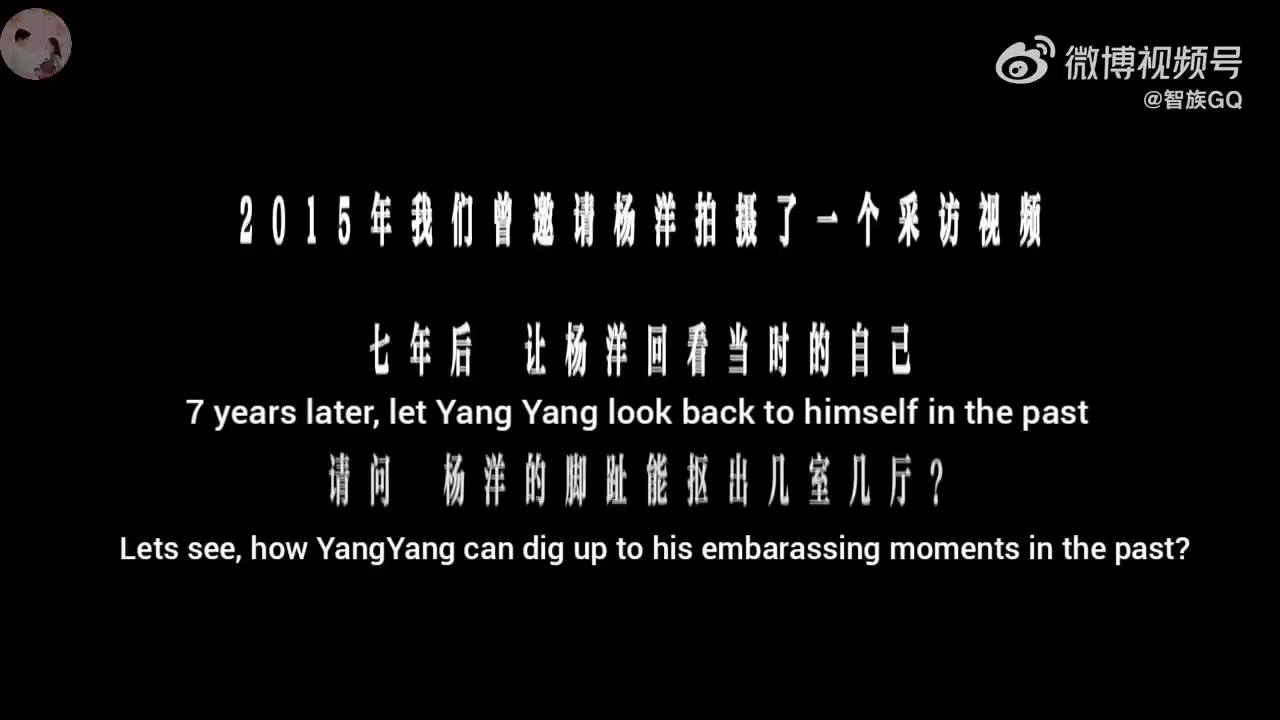 微博视频号
@智族GQ
2015年我们曾邀请杨洋拍摄了一个采访视频
七年后 让杨洋回看当时的自己
7 years later, let Yang Yang look back to himself in the past
请问 杨洋的脚趾能抠出几室几厅?
Lets see, how YangYang can dig up to his embarassing moments in the past?